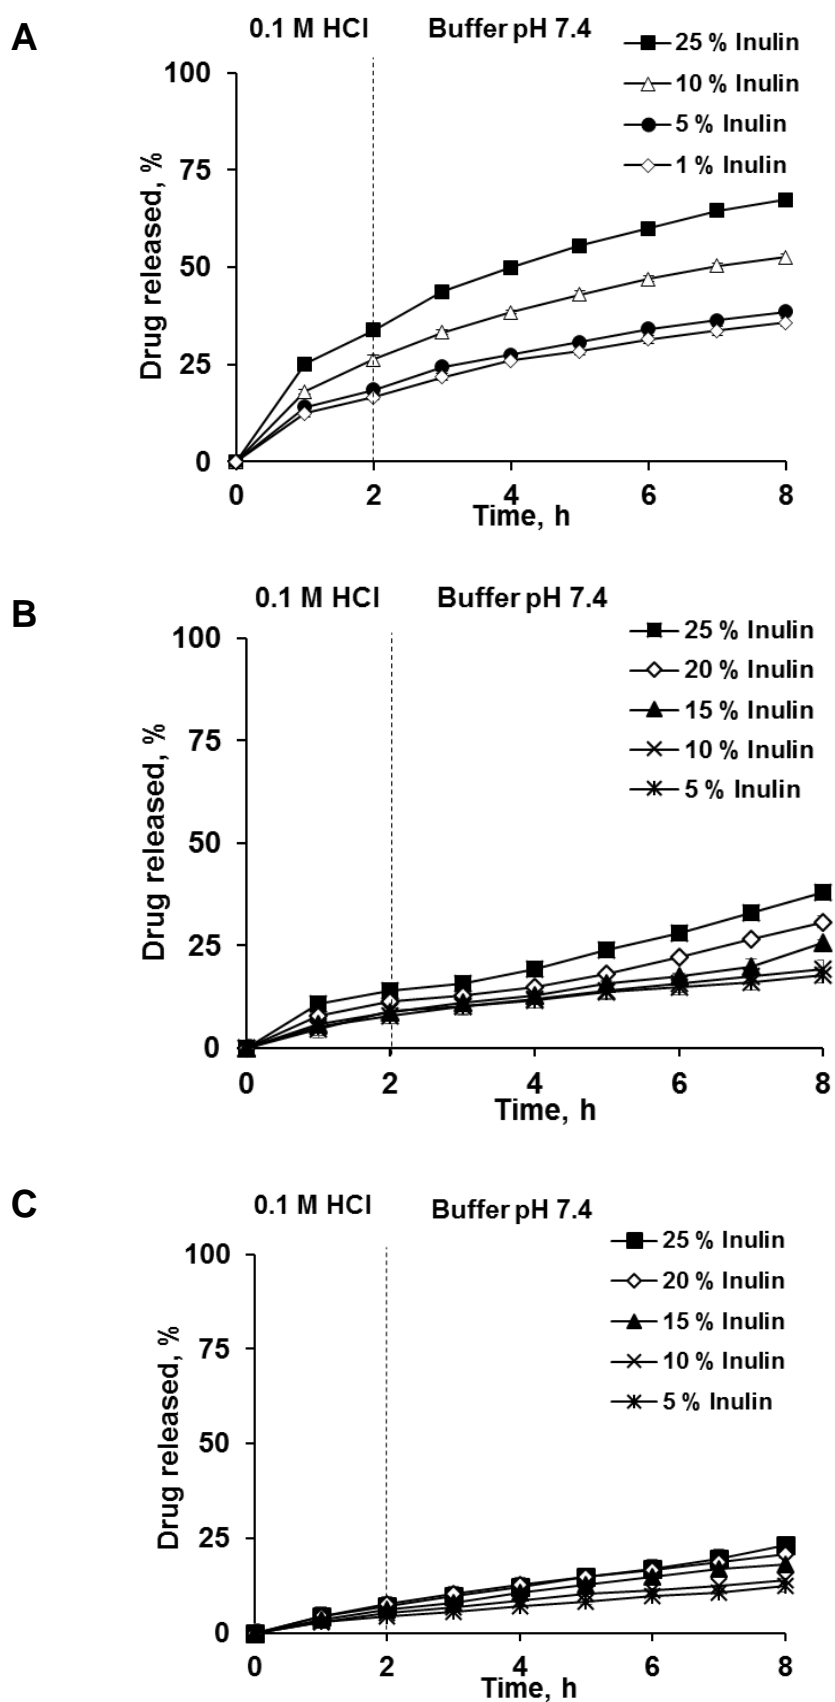 A
0.1 M HCl
Buffer pH 7.4
25 % Inulin
10 % Inulin
5 % Inulin
1 % Inulin
Drug released, %
100
75
50
25
0
0 2 4 6 8
Time, h
B
0.1 M HCl
Buffer pH 7.4
25 % Inulin
20 % Inulin
15 % Inulin
10 % Inulin
5 % Inulin
Drug released, %
100
75
50
25
0
0 2 4 6 8
Time, h
C
0.1 M HCl
Buffer pH 7.4
25 % Inulin
20 % Inulin
15 % Inulin
10 % Inulin
5 % Inulin
Drug released, %
100
75
50
25
0
0 2 4 6 8
Time, h